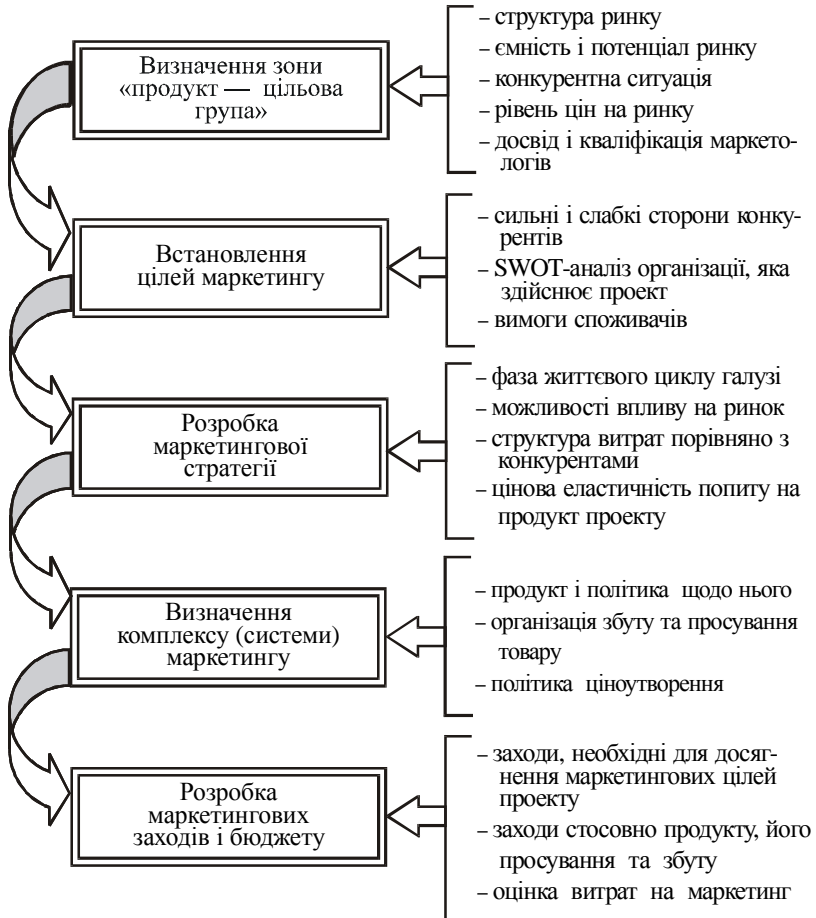 Визначення зони
«продукт — цільова
група»
– структура ринку
– ємність і потенціал ринку
– конкурентна ситуація
– рівень цін на ринку
– досвід і кваліфікація маркето-
логів
Встановлення
цілей маркетингу
– сильні і слабкі сторони конку-
рентів
– SWOT-аналіз організації, яка
здійснює проект
– вимоги споживачів
Розробка
маркетингової
стратегії
– фаза життєвого циклу галузі
– можливості впливу на ринок
– структура витрат порівняно з
конкурентами
– цінова еластичність попиту на
продукт проекту
Визначення
комплексу (системи)
маркетингу
– продукт і політика щодо нього
– організація збуту та просування
товару
– політика ціноутворення
Розробка
маркетингових
заходів і бюджету
– заходи, необхідні для досяг-
нення маркетингових цілей
проекту
– заходи стосовно продукту, його
просування та збуту
– оцінка витрат на маркетинг